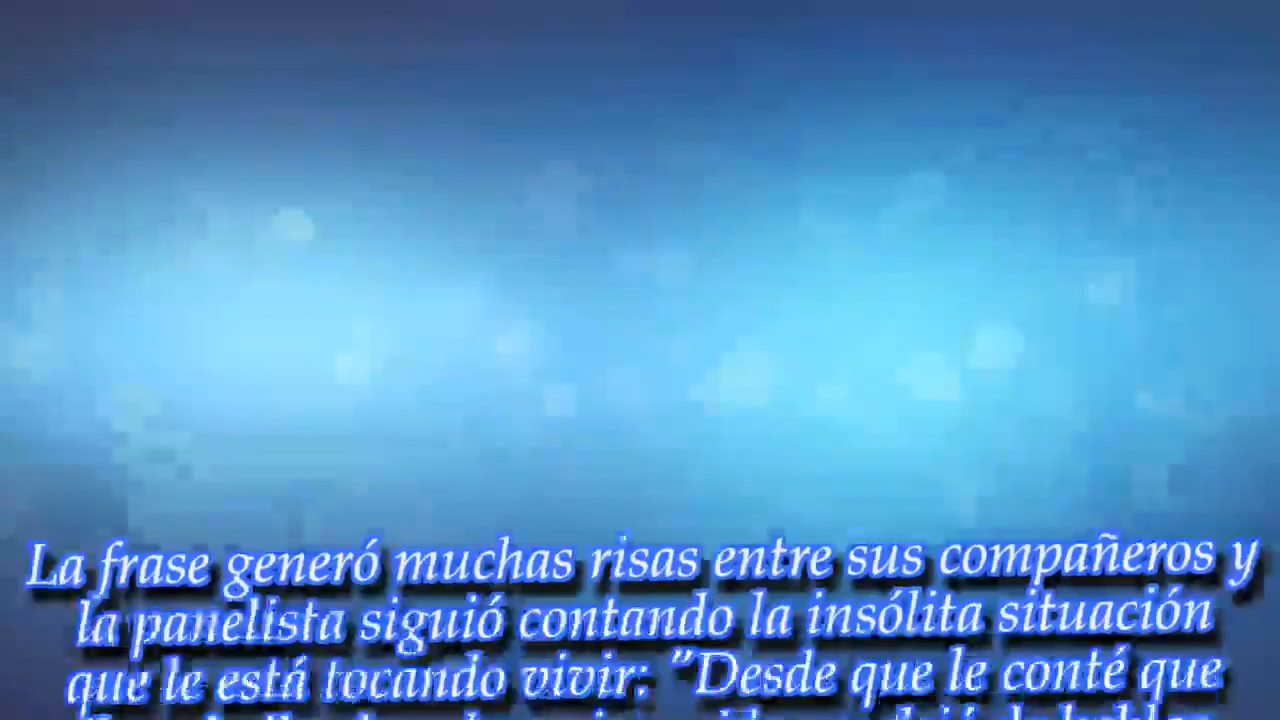 La frase generó muchas risas entre sus compañeros y
la panelista siguió contando la insólita situación
que le está tocando vivir: "Desde que le conté que